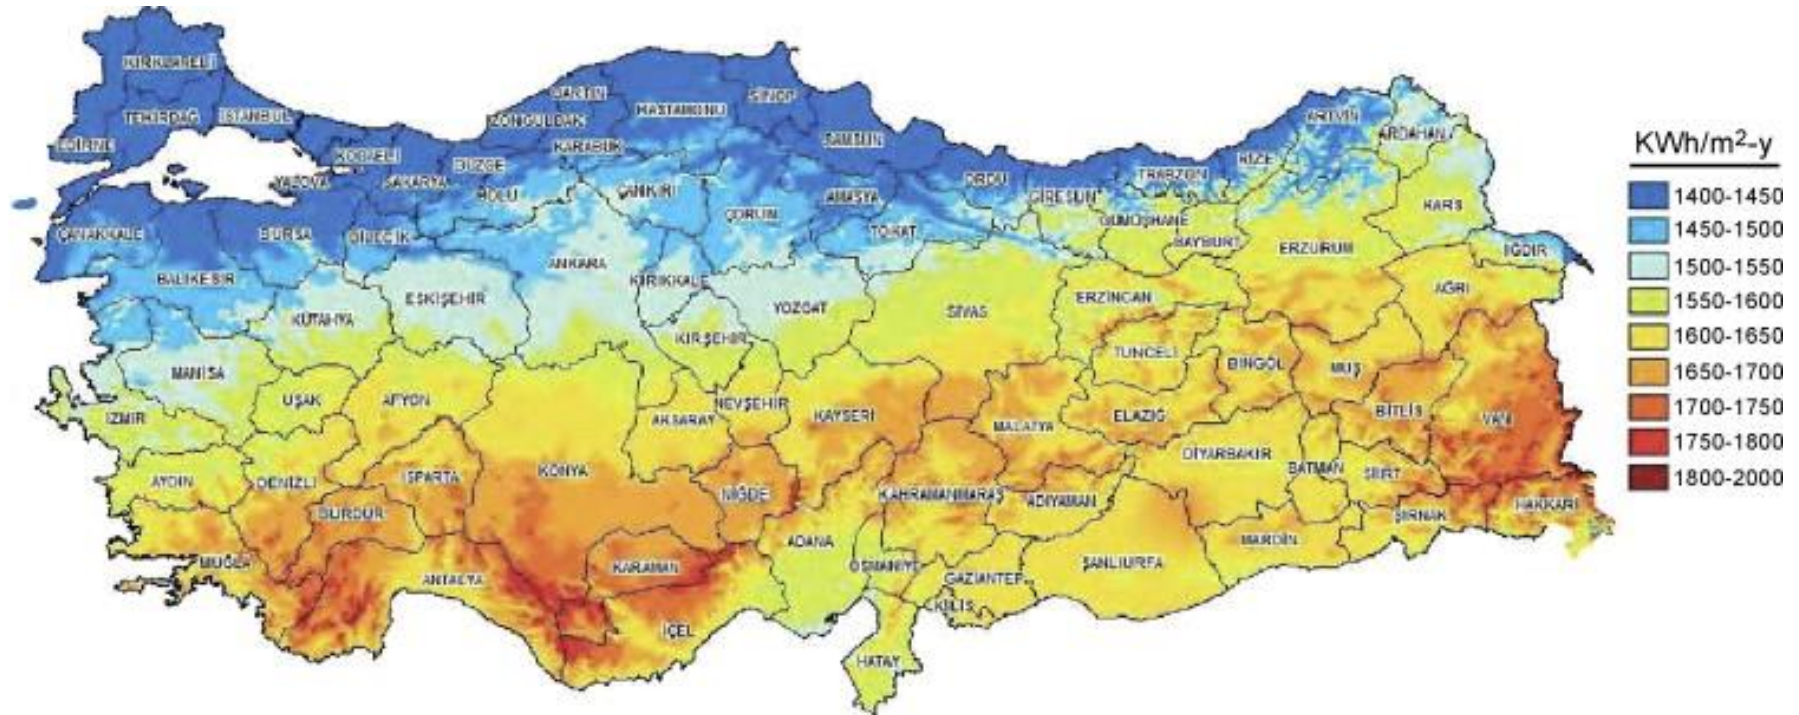 KIRKLARELİ
TEKİRDAĞ
İSTANBUL
EDİRNE
KOCAELİ
YALOVA
SAKARYA
DÜZCE
ZONGULDAK
BARTIN
KARABÜK
KASTAMONU
SİNOP
SAMSUN
BOLU
ÇANKIRI
ÇORUM
AMASYA
TOKAT
ORDU
GİRESUN
TRABZON
RİZE
ARTVİN
ARDAHAN
KARS
GÜMÜŞHANE
BAYBURT
ERZURUM
IĞDIR
AĞRI
ÇANAKKALE
BURSA
BİLECİK
BALIKESİR
ESKİŞEHİR
ANKARA
KIRIKKALE
KÜTAHYA
YOZGAT
KIRŞEHİR
SIVAS
ERZİNCAN
TUNCELİ
BİNGÖL
MUŞ
BİTLİS
VAN
MANİSA
İZMİR
UŞAK
AFYON
AKSARAY
NEVŞEHİR
KAYSERİ
MALATYA
ELAZIĞ
DİYARBAKIR
BATMAN
SİİRT
AYDIN
DENİZLİ
ISPARTA
BURDUR
KONYA
NİĞDE
KAHRAMANMARAŞ
ADIYAMAN
ŞIRNAK
HAKKARİ
MARDİN
MUĞLA
ANTALYA
KARAMAN
İÇEL
ADANA
OSMANİYE
GAZİANTEP
KİLİS
ŞANLIURFA
HATAY
KWh/m²-y
1400-1450
1450-1500
1500-1550
1550-1600
1600-1650
1650-1700
1700-1750
1750-1800
1800-2000